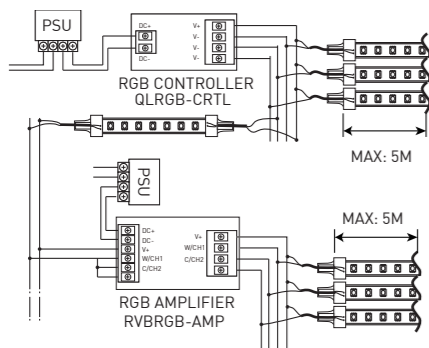 PSU
DC+
DC-
V+
V-
V-
V-
RGB CONTROLLER
QLRGB-CRTL
MAX: 5M
PSU
DC+
DC-
V+
W/CH1
C/CH2
V+
W/CH1
C/CH2
RGB AMPLIFIER
RVBRGB-AMP
MAX: 5M